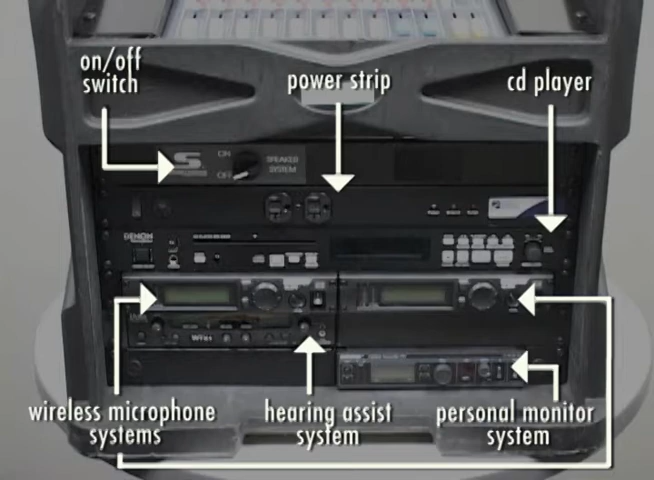 on/off
switch
power strip
cd player
S
ON
OFF
SPEAKER
SYSTEM
DENON
wireless microphone
systems
hearing assist
system
personal monitor
system